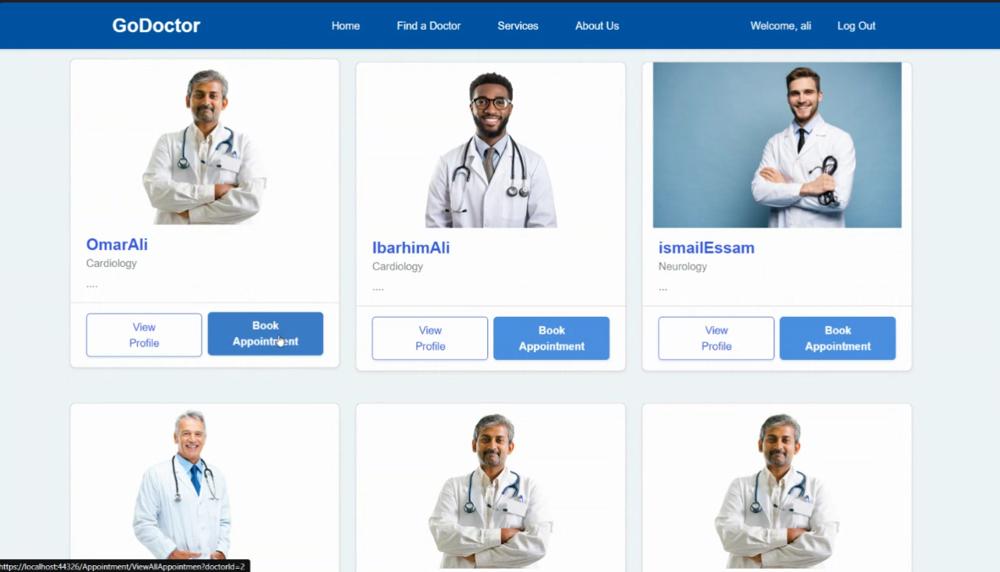 GoDoctor
Home Find a Doctor Services About Us
Welcome, ali Log Out
OmarAli
Cardiology
....
View
Profile
Book
Appointment
IbarhimAli
Cardiology
....
View
Profile
Book
Appointment
ismailEssam
Neurology
...
View
Profile
Book
Appointment
https://localhost:44326/Appointment/ViewAllAppointmen?doctorId=2